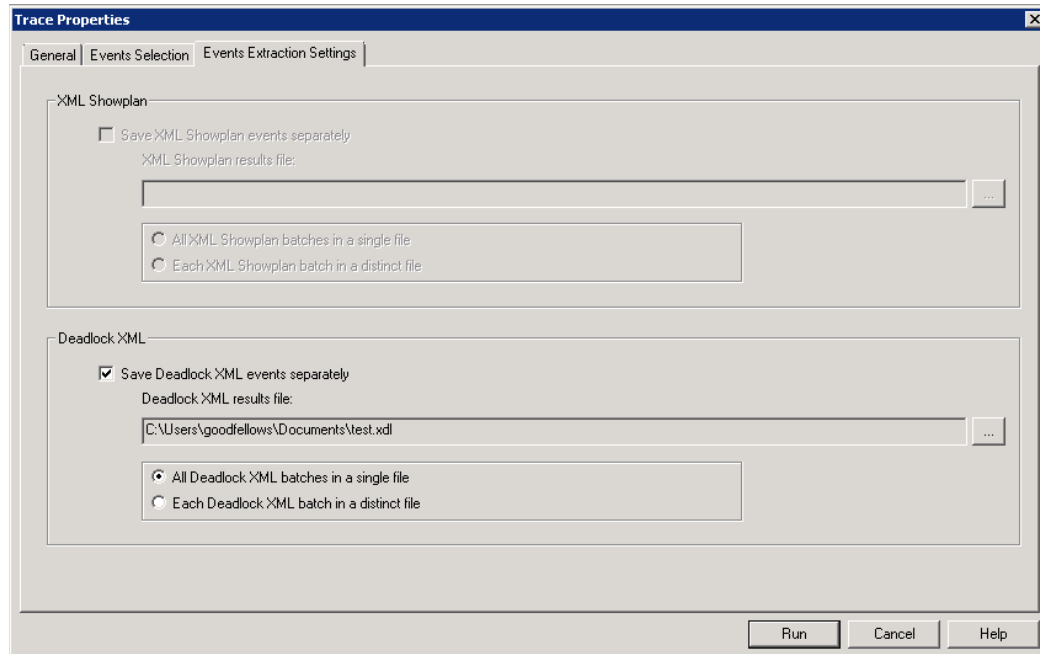 Trace Properties
General
Events Selection
Events Extraction Settings
XML Showplan
Save XML Showplan events separately
XML Showplan results file:
...
All XML Showplan batches in a single file
Each XML Showplan batch in a distinct file
Deadlock XML
Save Deadlock XML events separately
Deadlock XML results file:
C:\Users\goodfellows\Documents\test.xdl
...
All Deadlock XML batches in a single file
Each Deadlock XML batch in a distinct file
Run
Cancel
Help